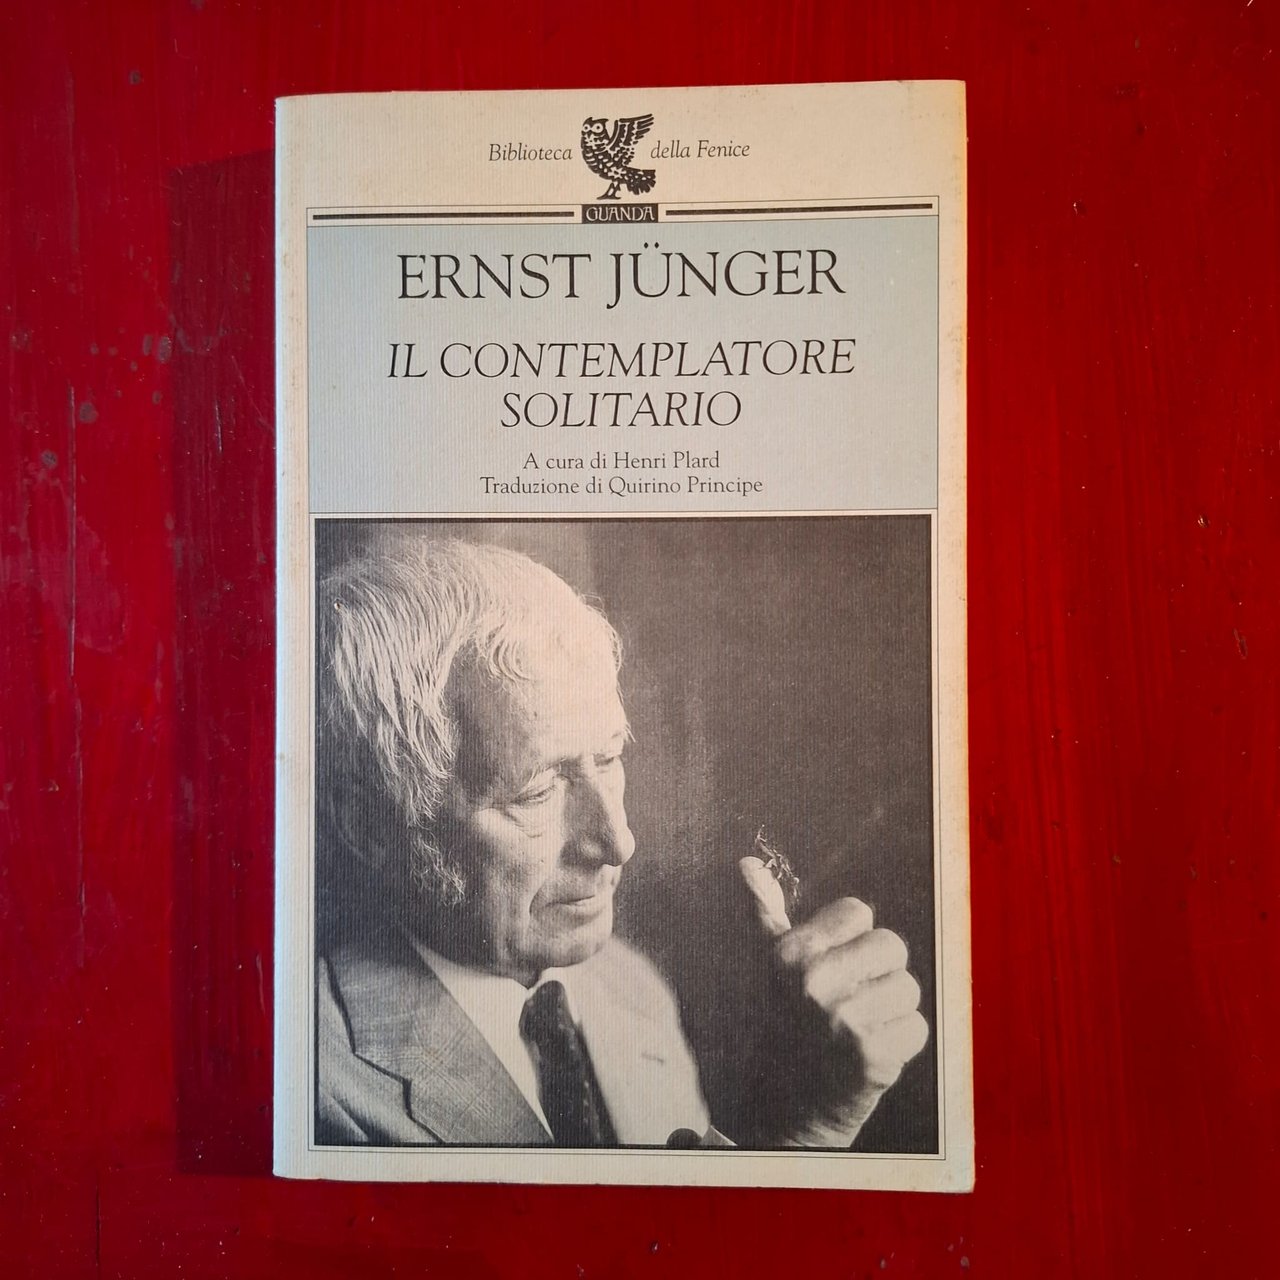 Biblioteca della Fenice
GUANDA
ERNST JÜNGER
IL CONTEMPLATORE
SOLITARIO
A cura di Henri Plard
Traduzione di Quirino Principe